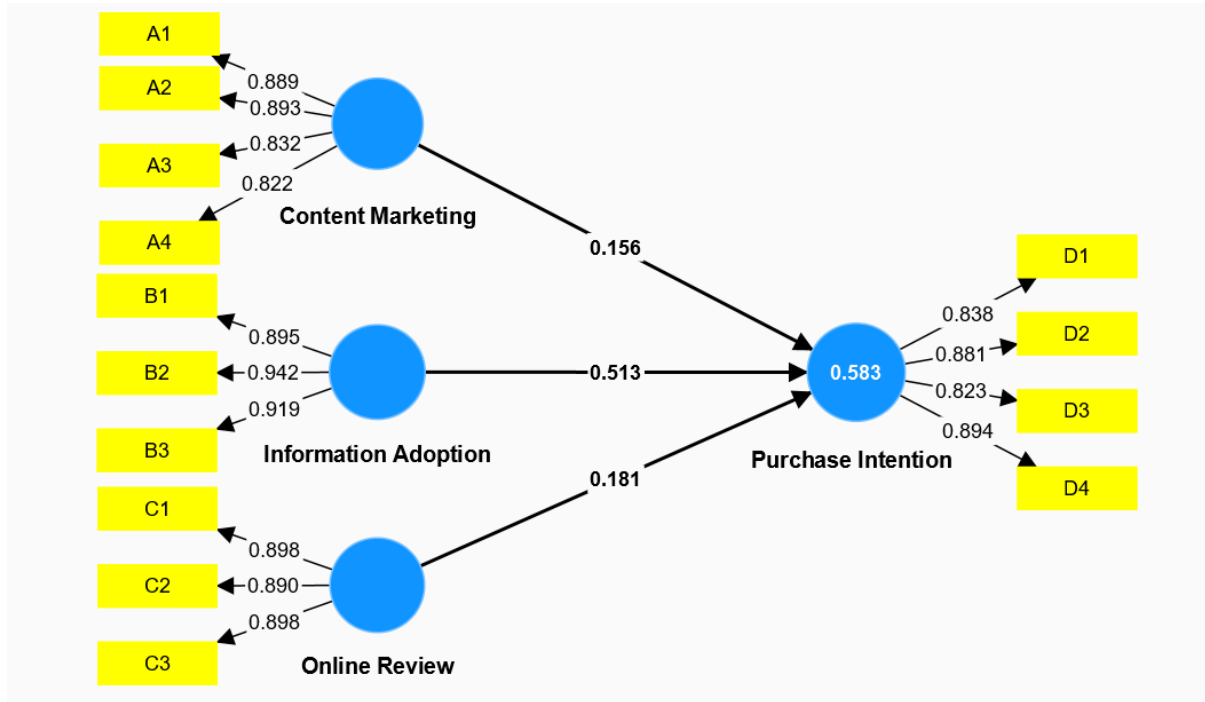 A1
0.889
A2
0.893
A3
0.832
0.822
A4
Content Marketing
0.156
B1
0.895
B2
0.942
0.919
B3
Information Adoption
0.513
C1
0.898
C2
0.890
0.898
C3
Online Review
0.181
0.583
Purchase Intention
D1
0.838
D2
0.881
0.823
D3
0.894
D4